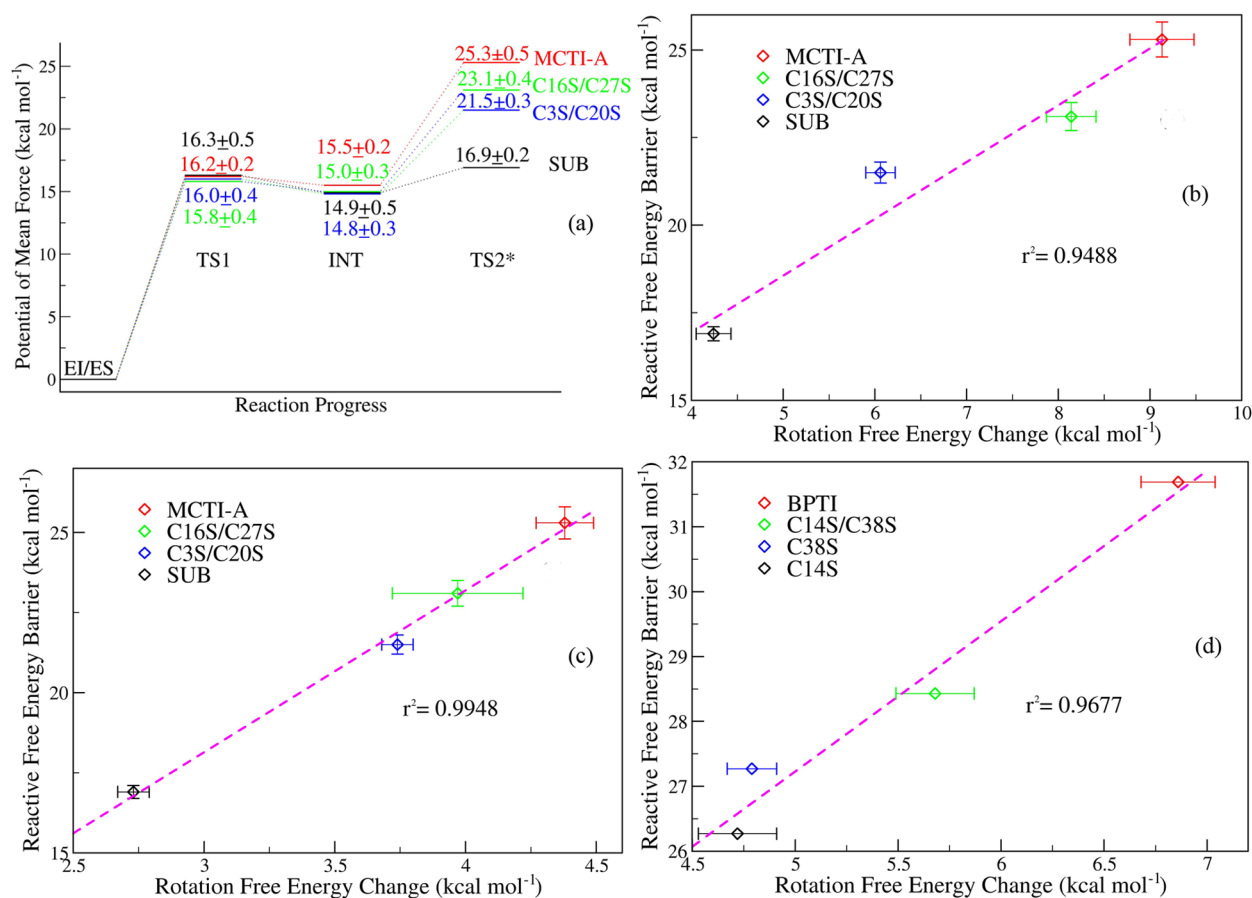 Potential of Mean Force (kcal mol⁻¹)
25
20
15
10
5
0
25.3±0.5 MCTI-A
23.1±0.4 C16S/C27S
21.5±0.3 C3S/C20S
16.9±0.2 SUB
16.3±0.5
16.2±0.2
16.0±0.4
15.8±0.4
15.5±0.2
15.0±0.3
14.9±0.5
14.8±0.3
(a)
TS1 INT TS2*
EI/ES
Reaction Progress
Reactive Free Energy Barrier (kcal mol⁻¹)
25
20
15
MCTI-A
C16S/C27S
C3S/C20S
SUB
(b)
r²= 0.9488
4 5 6 7 8 9 10
Rotation Free Energy Change (kcal mol⁻¹)
Reactive Free Energy Barrier (kcal mol⁻¹)
25
20
15
MCTI-A
C16S/C27S
C3S/C20S
SUB
(c)
r²= 0.9948
3 3.5 4 4.5
Rotation Free Energy Change (kcal mol⁻¹)
Reactive Free Energy Barrier (kcal mol⁻¹)
32
31
30
29
28
27
26
BPTI
C14S/C38S
C38S
C14S
(d)
r²= 0.9677
4.5 5 5.5 6 6.5 7
Rotation Free Energy Change (kcal mol⁻¹)